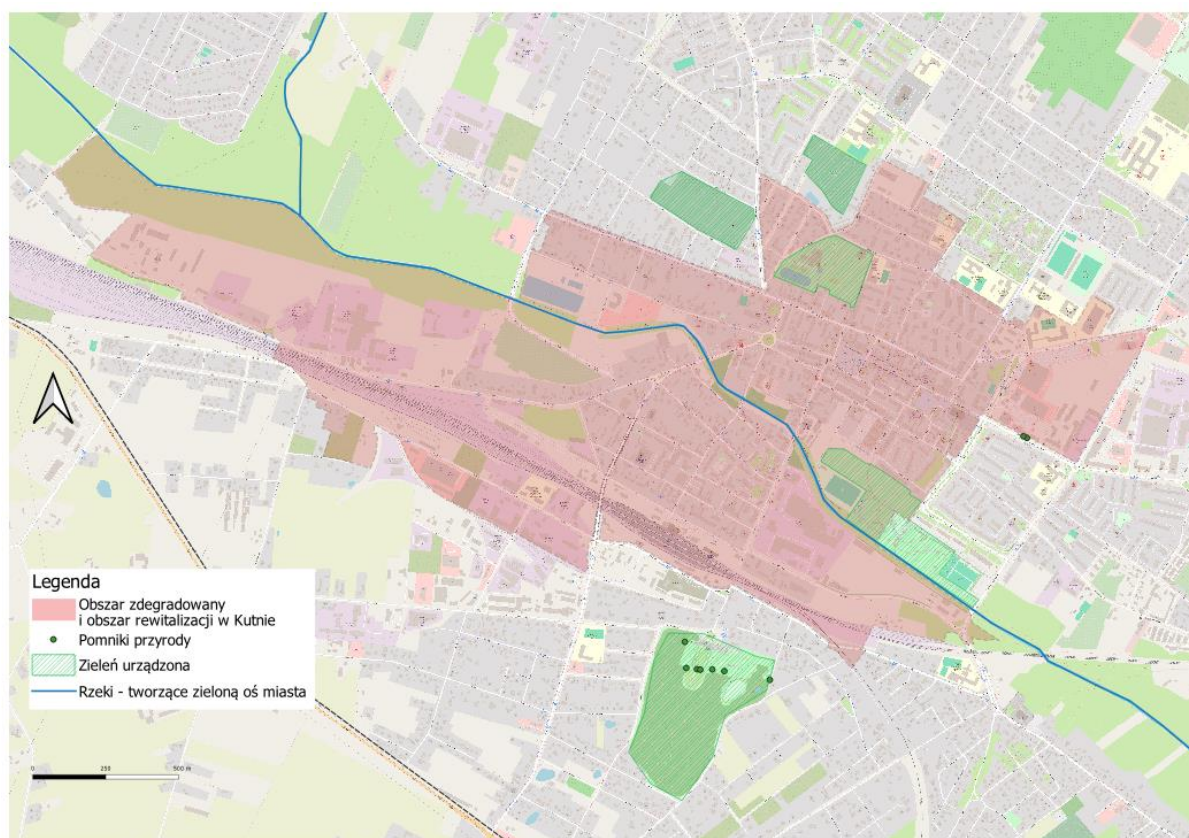 Legenda
Obszar zdegradowany
i obszar rewitalizacji w Kutnie
Pomniki przyrody
Zieleń urządzona
Rzeki - tworzące zieloną oś miasta
0 250 500 m